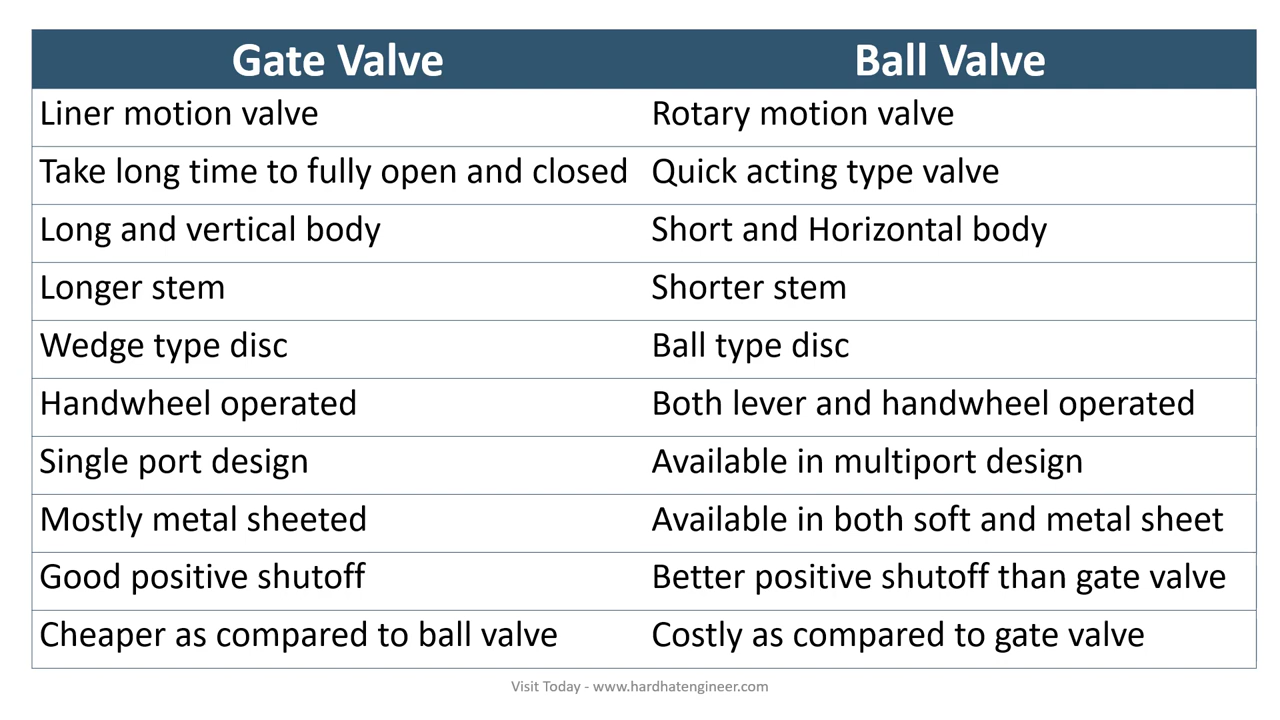 Gate Valve Ball Valve
Liner motion valve Rotary motion valve
Take long time to fully open and closed Quick acting type valve
Long and vertical body Short and Horizontal body
Longer stem Shorter stem
Wedge type disc Ball type disc
Handwheel operated Both lever and handwheel operated
Single port design Available in multiport design
Mostly metal sheeted Available in both soft and metal sheet
Good positive shutoff Better positive shutoff than gate valve
Cheaper as compared to ball valve Costly as compared to gate valve
Visit Today - www.hardhatengineer.com